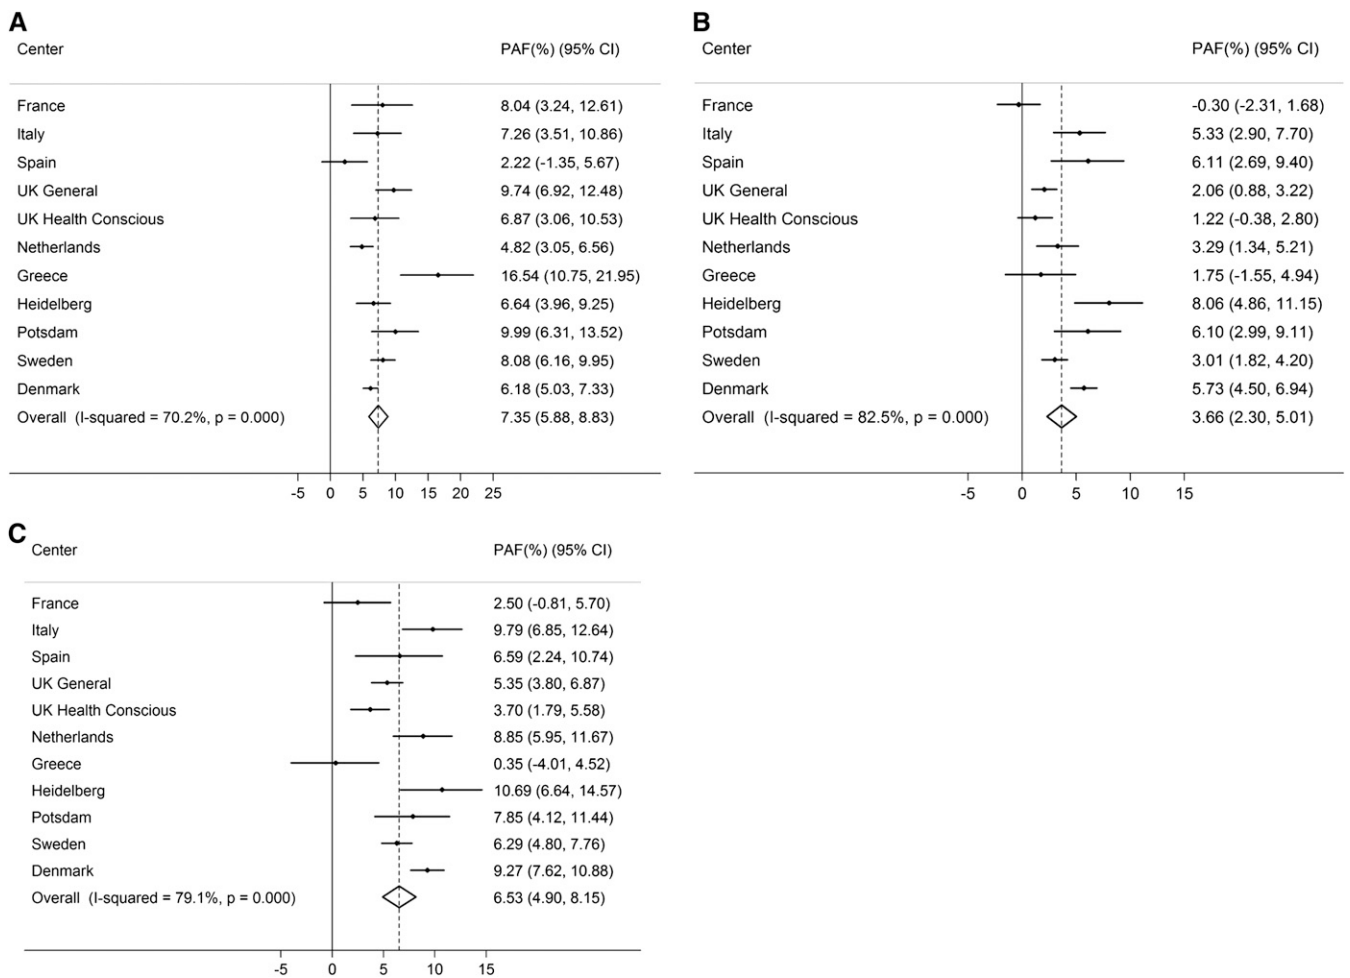 A
Center PAF(%) (95% CI)
France 8.04 (3.24, 12.61)
Italy 7.26 (3.51, 10.86)
Spain 2.22 (-1.35, 5.67)
UK General 9.74 (6.92, 12.48)
UK Health Conscious 6.87 (3.06, 10.53)
Netherlands 4.82 (3.05, 6.56)
Greece 16.54 (10.75, 21.95)
Heidelberg 6.64 (3.96, 9.25)
Potsdam 9.99 (6.31, 13.52)
Sweden 8.08 (6.16, 9.95)
Denmark 6.18 (5.03, 7.33)
Overall (I-squared = 70.2%, p = 0.000) 7.35 (5.88, 8.83)
-5 0 5 10 15 20 25
B
Center PAF(%) (95% CI)
France -0.30 (-2.31, 1.68)
Italy 5.33 (2.90, 7.70)
Spain 6.11 (2.69, 9.40)
UK General 2.06 (0.88, 3.22)
UK Health Conscious 1.22 (-0.38, 2.80)
Netherlands 3.29 (1.34, 5.21)
Greece 1.75 (-1.55, 4.94)
Heidelberg 8.06 (4.86, 11.15)
Potsdam 6.10 (2.99, 9.11)
Sweden 3.01 (1.82, 4.20)
Denmark 5.73 (4.50, 6.94)
Overall (I-squared = 82.5%, p = 0.000) 3.66 (2.30, 5.01)
-5 0 5 10 15
C
Center PAF(%) (95% CI)
France 2.50 (-0.81, 5.70)
Italy 9.79 (6.85, 12.64)
Spain 6.59 (2.24, 10.74)
UK General 5.35 (3.80, 6.87)
UK Health Conscious 3.70 (1.79, 5.58)
Netherlands 8.85 (5.95, 11.67)
Greece 0.35 (-4.01, 4.52)
Heidelberg 10.69 (6.64, 14.57)
Potsdam 7.85 (4.12, 11.44)
Sweden 6.29 (4.80, 7.76)
Denmark 9.27 (7.62, 10.88)
Overall (I-squared = 79.1%, p = 0.000) 6.53 (4.90, 8.15)
-5 0 5 10 15